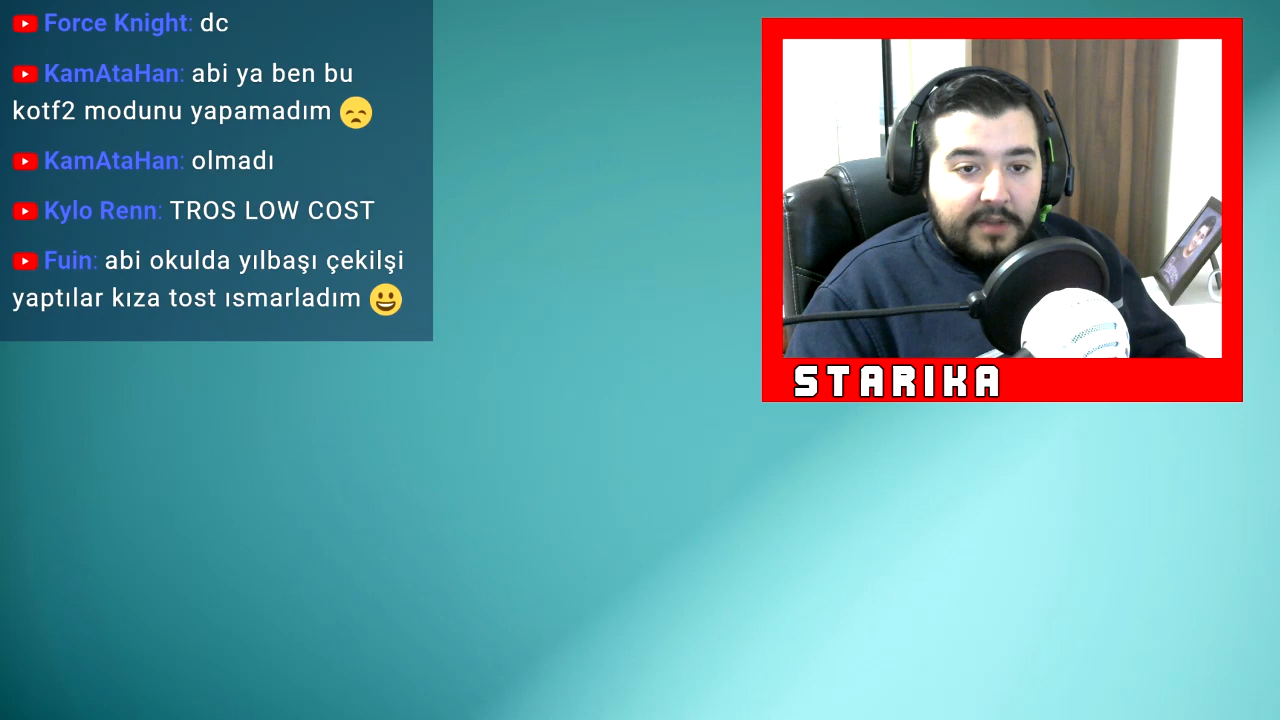 Force Knight: dc
KamAtaHan: abi ya ben bu
kotf2 modunu yapamadım 😞
KamAtaHan: olmadı
Kylo Renn: TROS LOW COST
Fuin: abi okulda yılbaşı çekilşi
yaptılar kıza tost ısmarladım 😀
STARIKA